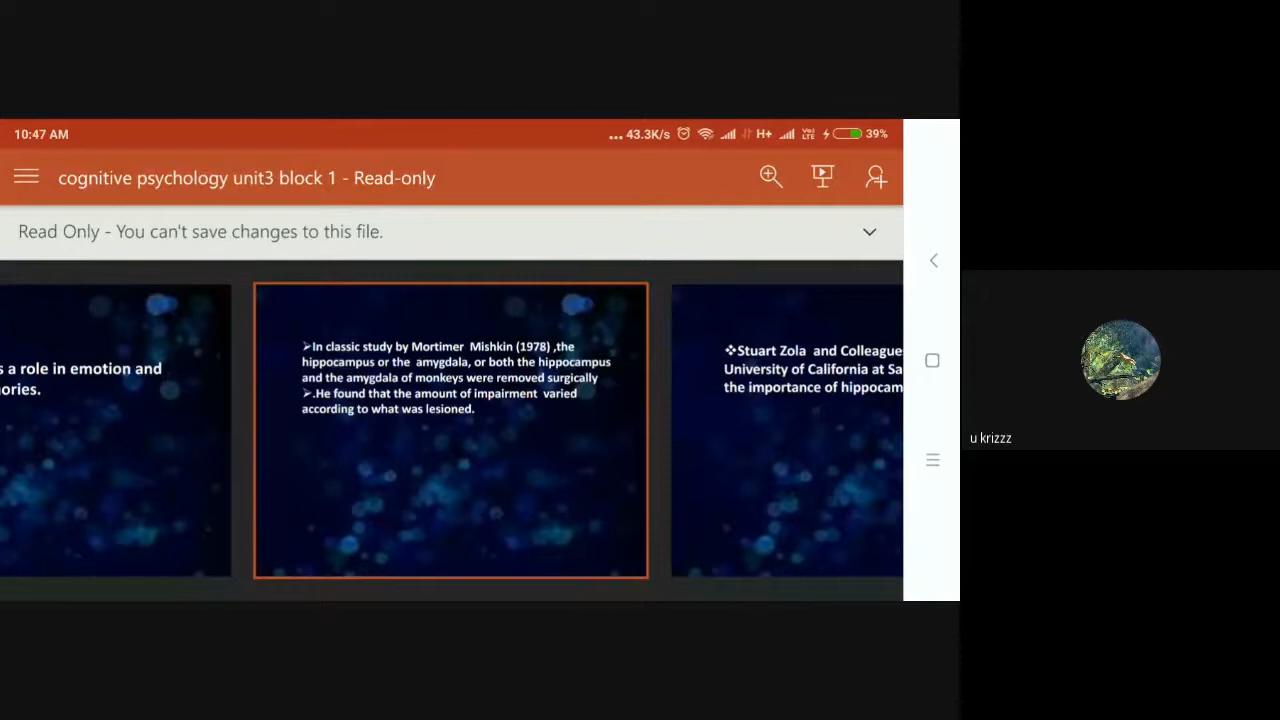 10:47 AM
... 43.3K/s H+ VoLTE 39%
cognitive psychology unit3 block 1 - Read-only
Read Only - You can't save changes to this file.
s a role in emotion and
ories.
➢In classic study by Mortimer Mishkin (1978) ,the
hippocampus or the amygdala, or both the hippocampus
and the amygdala of monkeys were removed surgically
➢.He found that the amount of impairment varied
according to what was lesioned.
❖Stuart Zola and Colleague
University of California at Sa
the importance of hippocam
u krizzz